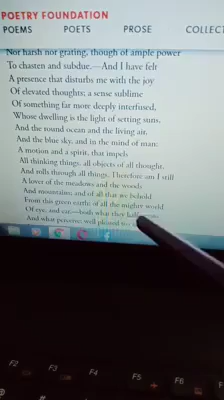 POETRY FOUNDATION
POEMS POETS PROSE COLLEC
Nor harsh nor grating, though of ample power
To chasten and subdue.—And I have felt
A presence that disturbs me with the joy
Of elevated thoughts; a sense sublime
Of something far more deeply interfused,
Whose dwelling is the light of setting suns,
And the round ocean and the living air,
And the blue sky, and in the mind of man:
A motion and a spirit, that impels
All thinking things, all objects of all thought,
And rolls through all things. Therefore am I still
A lover of the meadows and the woods
And mountains; and of all that we behold
From this green earth; of all the mighty world
Of eye, and ear,—both what they half
And what perceive; well pleased to
F2 F3 F4 F5 F6